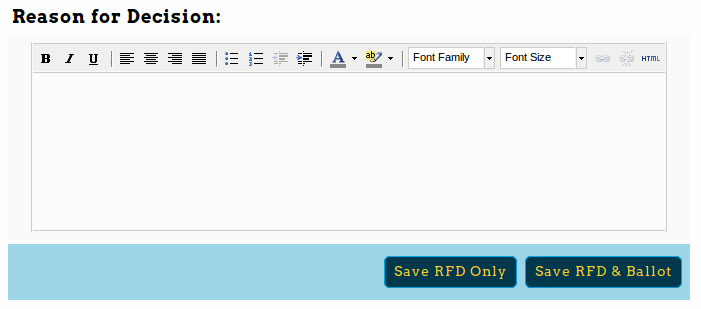 Reason for Decision:
B I U A ab Font Family Font Size HTML
Save RFD Only Save RFD & Ballot